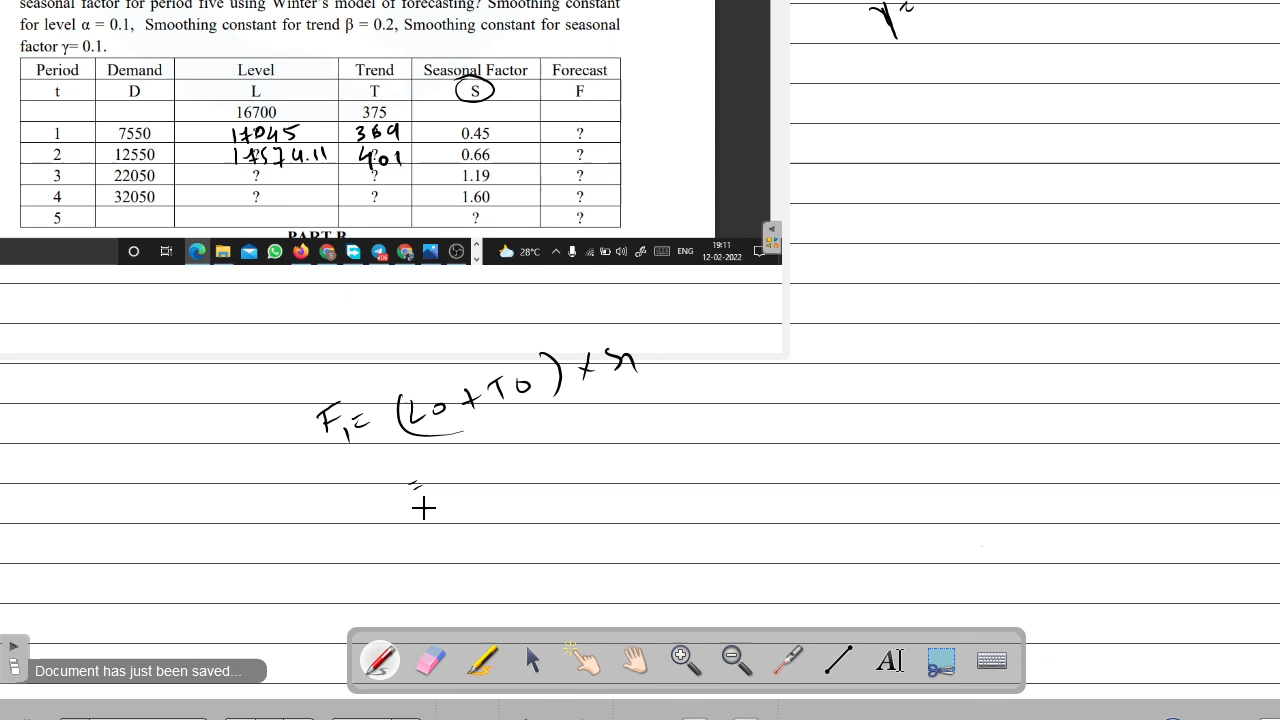 seasonal factor for period five using Winter's model of forecasting? Smoothing constant
for level α = 0.1, Smoothing constant for trend β = 0.2, Smoothing constant for seasonal
factor γ= 0.1.
Period Demand Level Trend Seasonal Factor Forecast
t D L T S F
16700 375
1 7550 17045 369 0.45 ?
2 12550 17574.11 401 0.66 ?
3 22050 ? ? 1.19 ?
4 32050 ? ? 1.60 ?
5 ? ?
PART B
28°C ENG 19:11
12-02-2022
γ=
F1= (L0+T0) × S1
=
Document has just been saved...
AI